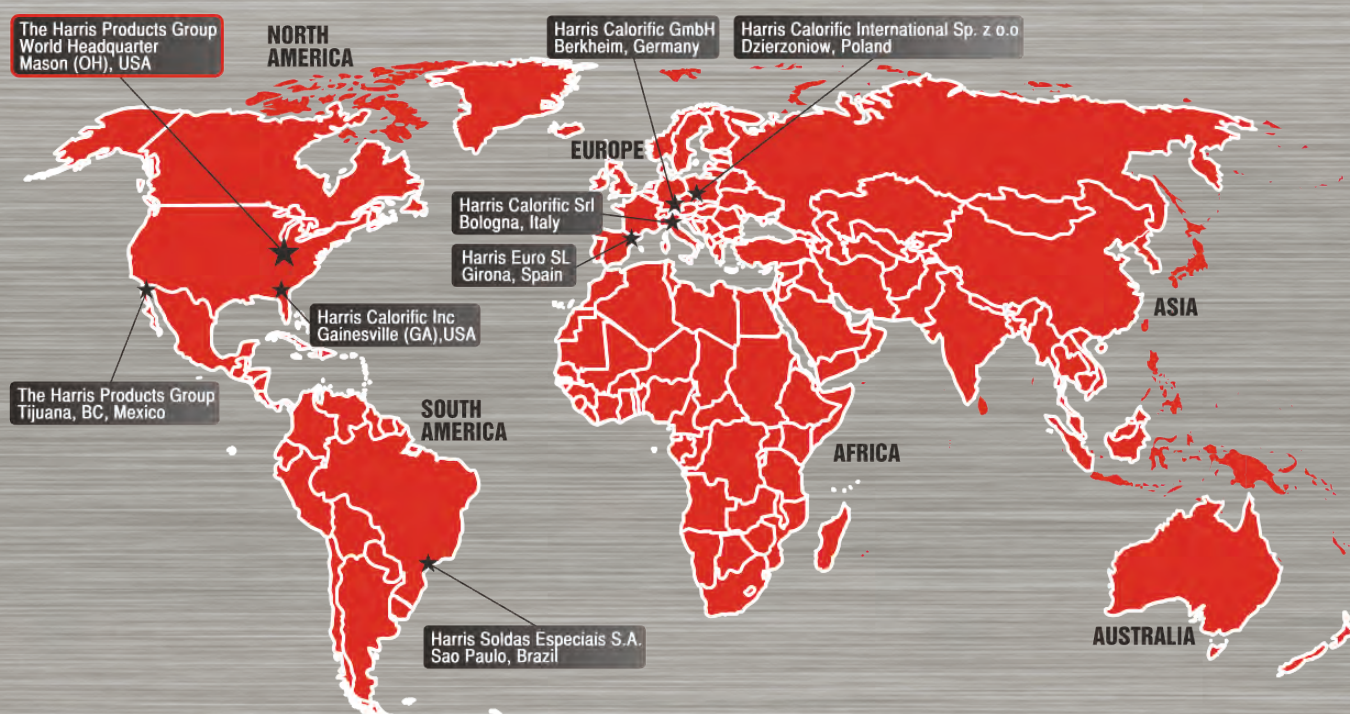 The Harris Products Group
World Headquarter
Mason (OH), USA
NORTH
AMERICA
Harris Calorific GmbH
Berkheim, Germany
Harris Calorific International Sp. z o.o
Dzierzoniow, Poland
EUROPE
Harris Calorific Srl
Bologna, Italy
Harris Euro SL
Girona, Spain
ASIA
Harris Calorific Inc
Gainesville (GA),USA
The Harris Products Group
Tijuana, BC, Mexico
SOUTH
AMERICA
AFRICA
Harris Soldas Especiais S.A.
Sao Paulo, Brazil
AUSTRALIA